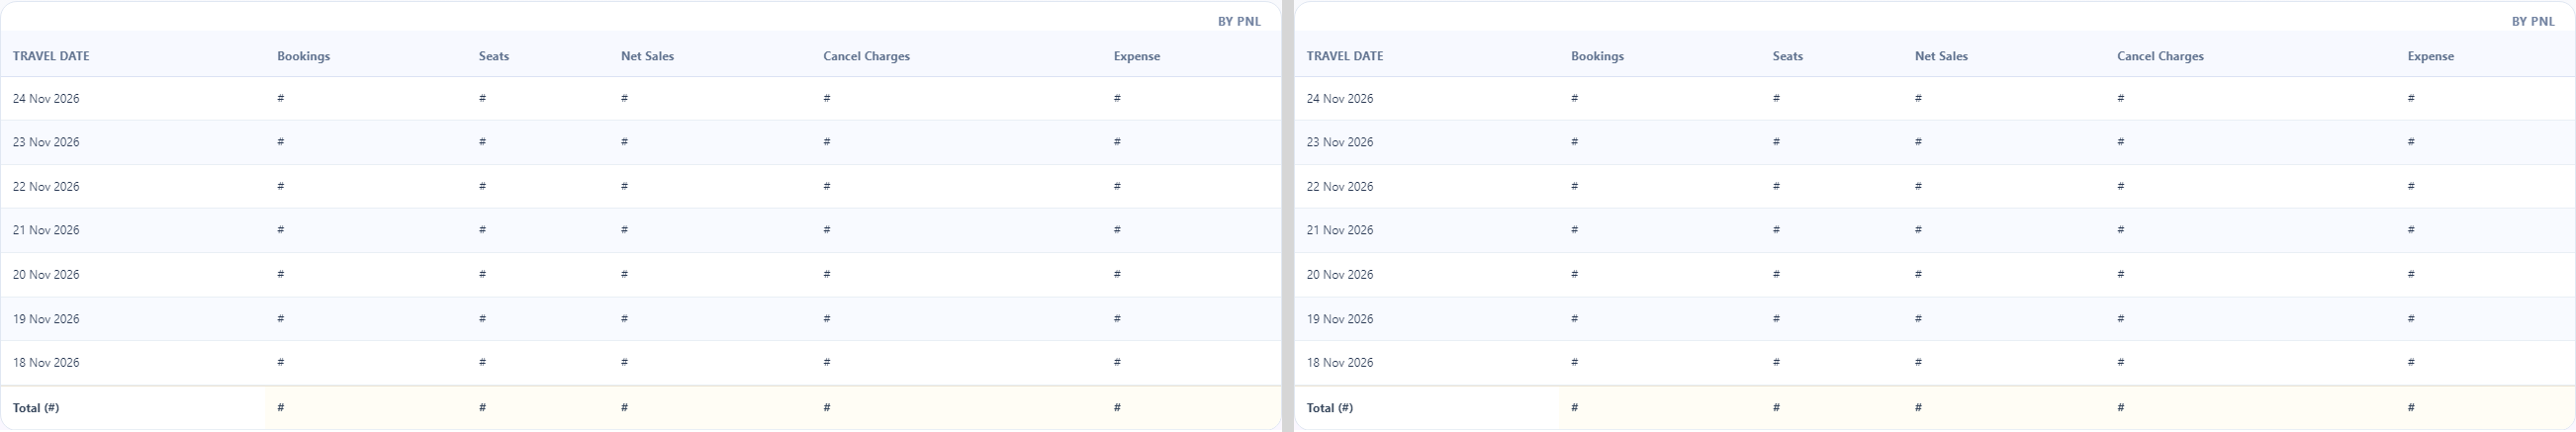 BY PNL
TRAVEL DATE Bookings Seats Net Sales Cancel Charges Expense
24 Nov 2026 # # # # #
23 Nov 2026 # # # # #
22 Nov 2026 # # # # #
21 Nov 2026 # # # # #
20 Nov 2026 # # # # #
19 Nov 2026 # # # # #
18 Nov 2026 # # # # #
Total (#) # # # # #
BY PNL
TRAVEL DATE Bookings Seats Net Sales Cancel Charges Expense
24 Nov 2026 # # # # #
23 Nov 2026 # # # # #
22 Nov 2026 # # # # #
21 Nov 2026 # # # # #
20 Nov 2026 # # # # #
19 Nov 2026 # # # # #
18 Nov 2026 # # # # #
Total (#) # # # # #